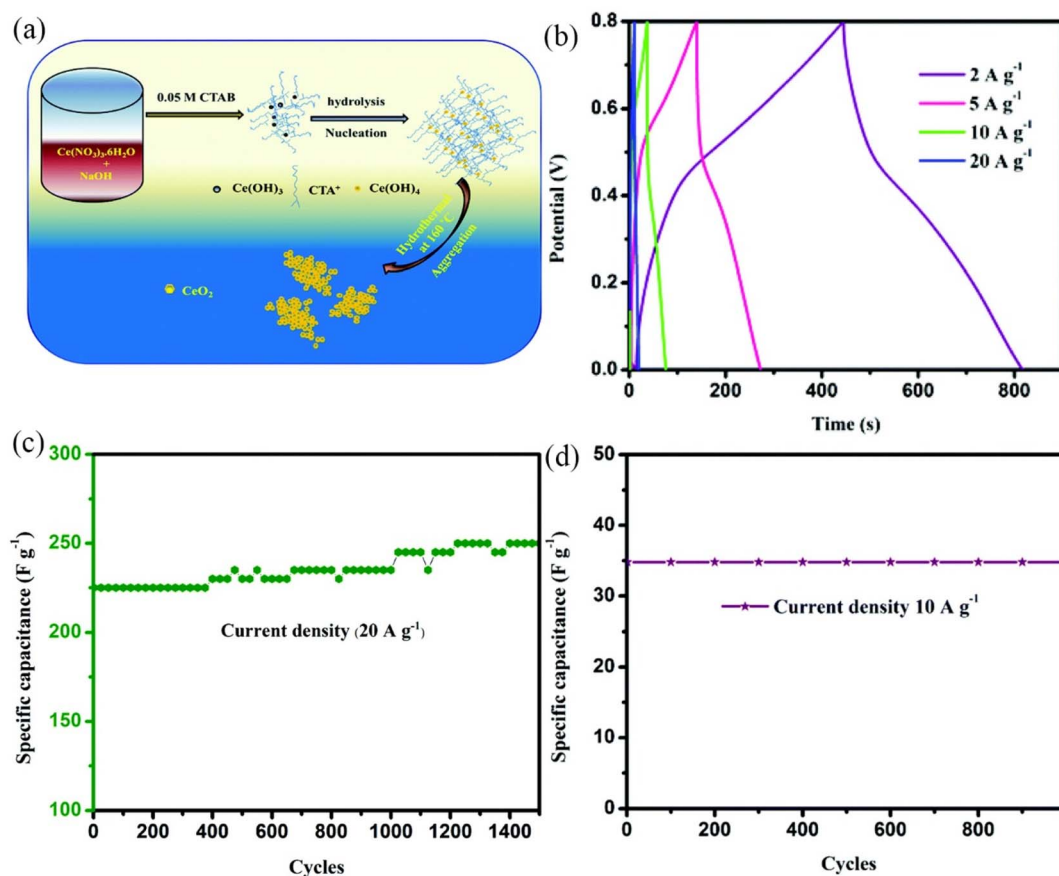 (a)
0.05 M CTAB
hydrolysis
Nucleation
Ce(NO₃)₃.6H₂O
+
NaOH
Ce(OH)₃
CTA⁺
Ce(OH)₄
Hydrothermal
at 160 °C
Aggregation
CeO₂
(b)
Potential (V)
0.8
0.6
0.4
0.2
0.0
2 A g⁻¹
5 A g⁻¹
10 A g⁻¹
20 A g⁻¹
0 200 400 600 800
Time (s)
(c)
Specific capacitance (F g⁻¹)
300
250
200
150
100
Current density (20 A g⁻¹)
0 200 400 600 800 1000 1200 1400
Cycles
(d)
Specific capacitance (F g⁻¹)
50
40
30
20
10
0
Current density 10 A g⁻¹
0 200 400 600 800
Cycles